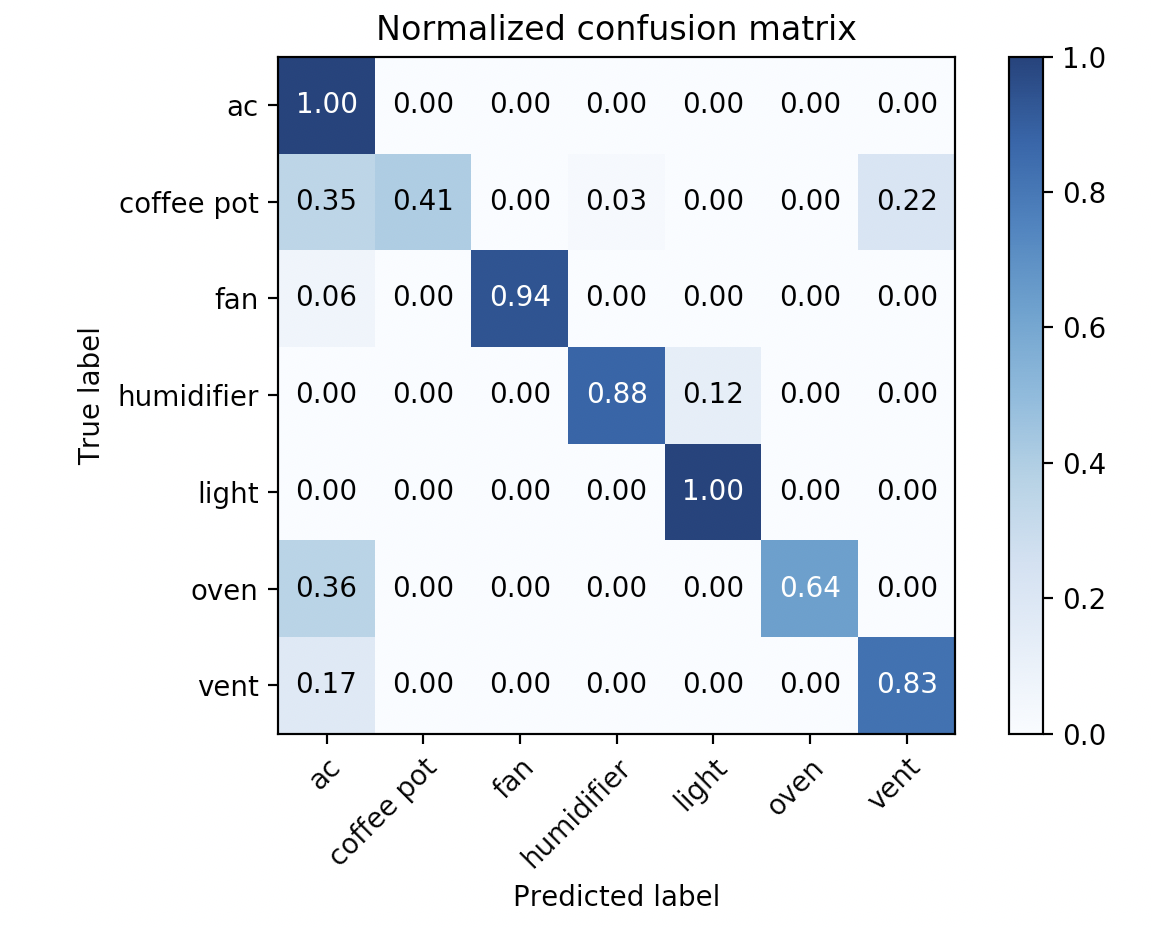 Normalized confusion matrix
ac 1.00 0.00 0.00 0.00 0.00 0.00 0.00
coffee pot 0.35 0.41 0.00 0.03 0.00 0.00 0.22
fan 0.06 0.00 0.94 0.00 0.00 0.00 0.00
humidifier 0.00 0.00 0.00 0.88 0.12 0.00 0.00
light 0.00 0.00 0.00 0.00 1.00 0.00 0.00
oven 0.36 0.00 0.00 0.00 0.00 0.64 0.00
vent 0.17 0.00 0.00 0.00 0.00 0.00 0.83
True label
ac coffee pot fan humidifier light oven vent
Predicted label
1.0
0.8
0.6
0.4
0.2
0.0